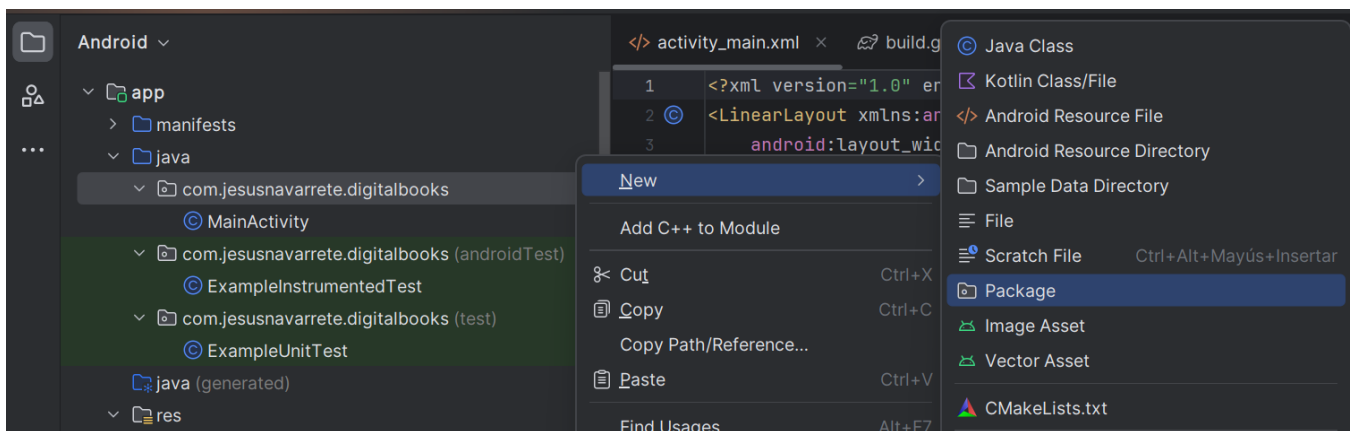 Android
app
manifests
java
com.jesusnavarrete.digitalbooks
MainActivity
com.jesusnavarrete.digitalbooks (androidTest)
ExampleInstrumentedTest
com.jesusnavarrete.digitalbooks (test)
ExampleUnitTest
java (generated)
res
</> activity_main.xml × build.g
1 <?xml version="1.0" en
2 <LinearLayout xmlns:an
3 android:layout_wid
New
Add C++ to Module
Cut Ctrl+X
Copy Ctrl+C
Copy Path/Reference...
Paste Ctrl+V
Find Usages Alt+F7
Java Class
Kotlin Class/File
</> Android Resource File
Android Resource Directory
Sample Data Directory
File
Scratch File Ctrl+Alt+Mayús+Insertar
Package
Image Asset
Vector Asset
CMakeLists.txt